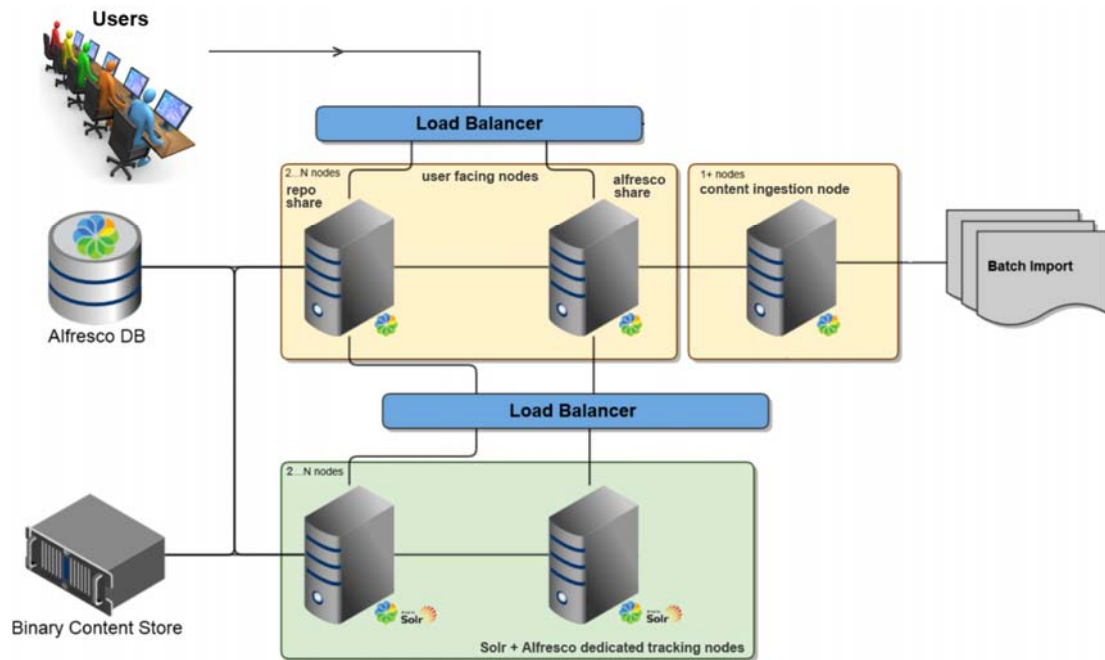 Users
Load Balancer
2...N nodes
user facing nodes
repo
share
alfresco
share
1+ nodes
content ingestion node
Batch Import
Alfresco DB
Load Balancer
2...N nodes
Solr
Solr
Binary Content Store
Solr + Alfresco dedicated tracking nodes